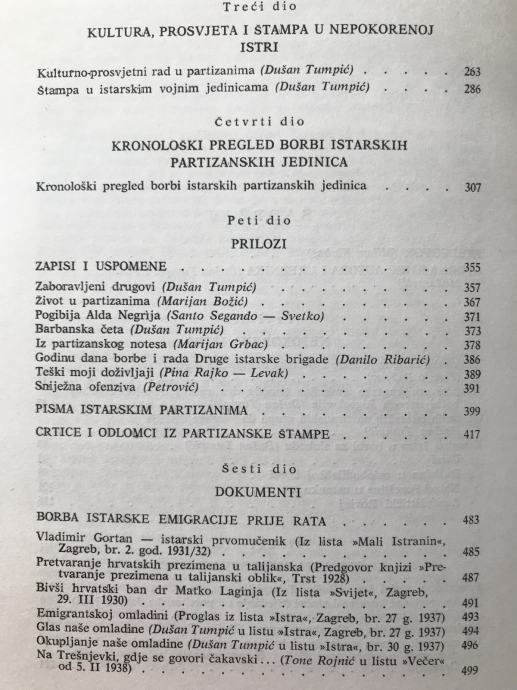 Treći dio
KULTURA, PROSVJETA I ŠTAMPA U NEPOKORENOJ
ISTRI
Kulturno-prosvjetni rad u partizanima (Dušan Tumpić) . . . . . 263
Štampa u istarskim vojnim jedinicama (Dušan Tumpić) . . . . 286
Četvrti dio
KRONOLOŠKI PREGLED BORBI ISTARSKIH
PARTIZANSKIH JEDINICA
Kronološki pregled borbi istarskih partizanskih jedinica . . . . 307
Peti dio
PRILOZI
ZAPISI I USPOMENE . . . . . . . . . . . . . . 355
Zaboravljeni drugovi (Dušan Tumpić) . . . . . . . . . . 357
Život u partizanima (Marijan Božić) . . . . . . . . . . 367
Pogibija Alda Negrija (Santo Segando — Svetko) . . . . . . 371
Barbanska četa (Dušan Tumpić) . . . . . . . . . . . 373
Iz partizanskog notesa (Marijan Grbac) . . . . . . . . . 378
Godinu dana borbe i rada Druge istarske brigade (Danilo Ribarić) . 386
Teški moji doživljaji (Pina Rajko — Levak) . . . . . . . . 389
Sniježna ofenziva (Petrović) . . . . . . . . . . . . 391
PISMA ISTARSKIM PARTIZANIMA . . . . . . . . . . 399
CRTICE I ODLOMCI IZ PARTIZANSKE ŠTAMPE . . . . . . 417
Šesti dio
DOKUMENTI
BORBA ISTARSKE EMIGRACIJE PRIJE RATA . . . . . . 483
Vladimir Gortan — istarski prvomučenik (Iz lista »Mali Istranin«,
Zagreb, br. 2. god. 1931/32) . . . . . . . . . . . 485
Pretvaranje hrvatskih prezimena u talijanska (Predgovor knjizi »Pre-
tvaranje prezimena u talijanski oblik«, Trst 1928) . . . . . 487
Bivši hrvatski ban dr Matko Laginja (Iz lista »Svijet«, Zagreb,
29. III 1930) . . . . . . . . . . . . . . . . 491
Emigrantskoj omladini (Proglas iz lista »Istra«, Zagreb, br. 27 g. 1937) 493
Glas naše omladine (Dušan Tumpić u listu »Istra«, Zagreb, br. 27 g. 1937) 494
Okupljanje naše omladine (Dušan Tumpić u listu »Istra«, br. 30 g. 1937) 496
Na Trešnjevki, gdje se govori čakavski... (Tone Rojnić u listu »Večer«
od 5. II 1938) . . . . . . . . . . . . . . . . 499